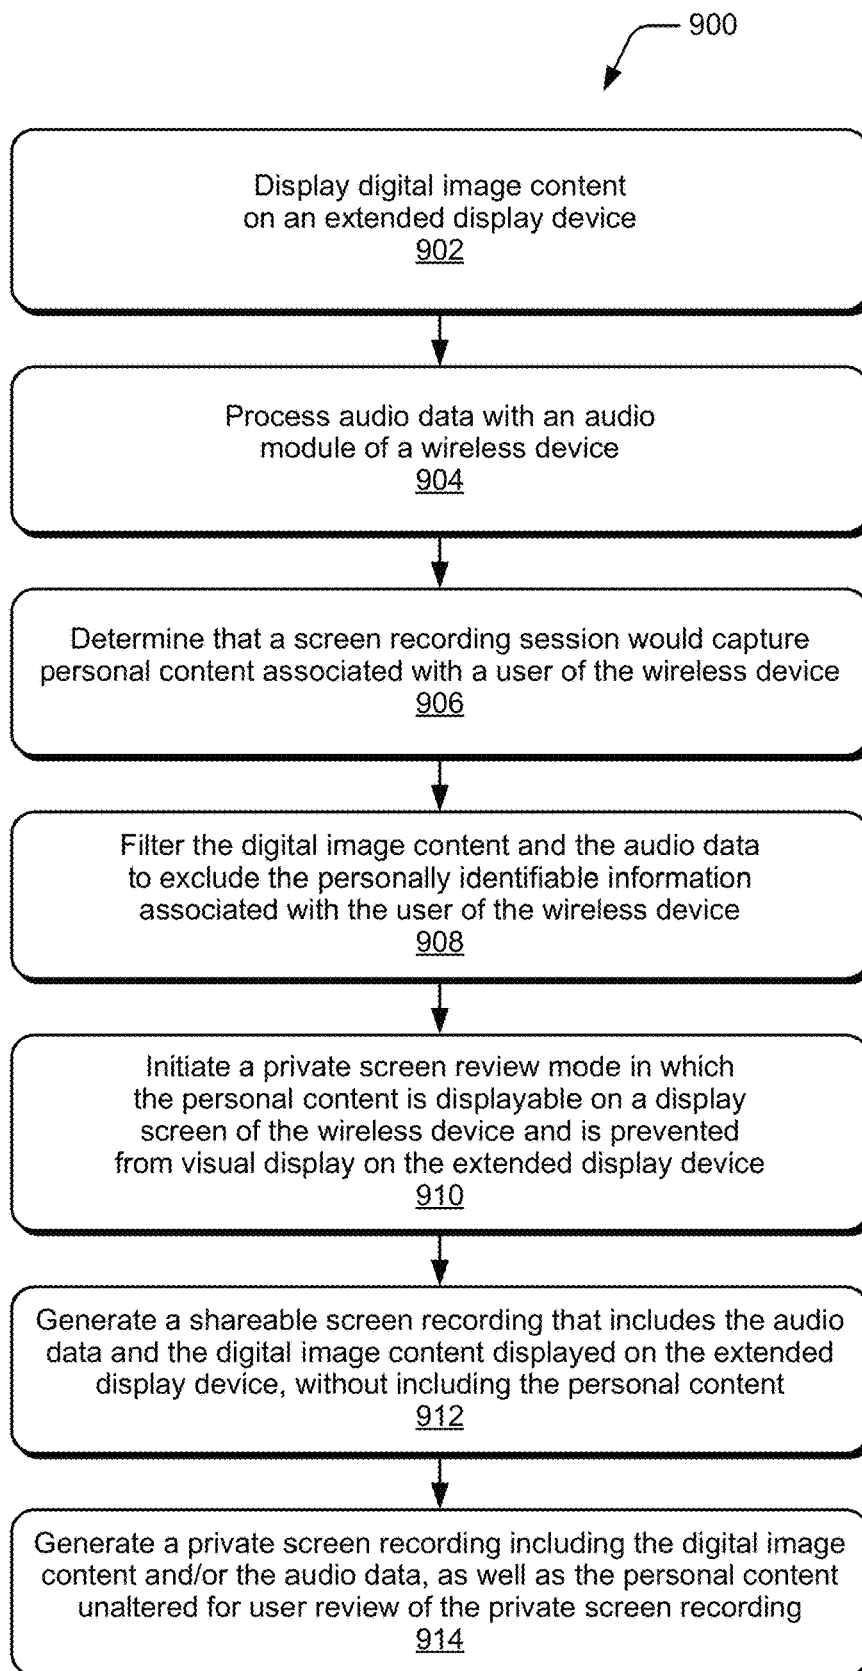 900
Display digital image content
on an extended display device
902
Process audio data with an audio
module of a wireless device
904
Determine that a screen recording session would capture
personal content associated with a user of the wireless device
906
Filter the digital image content and the audio data
to exclude the personally identifiable information
associated with the user of the wireless device
908
Initiate a private screen review mode in which
the personal content is displayable on a display
screen of the wireless device and is prevented
from visual display on the extended display device
910
Generate a shareable screen recording that includes the audio
data and the digital image content displayed on the extended
display device, without including the personal content
912
Generate a private screen recording including the digital image
content and/or the audio data, as well as the personal content
unaltered for user review of the private screen recording
914